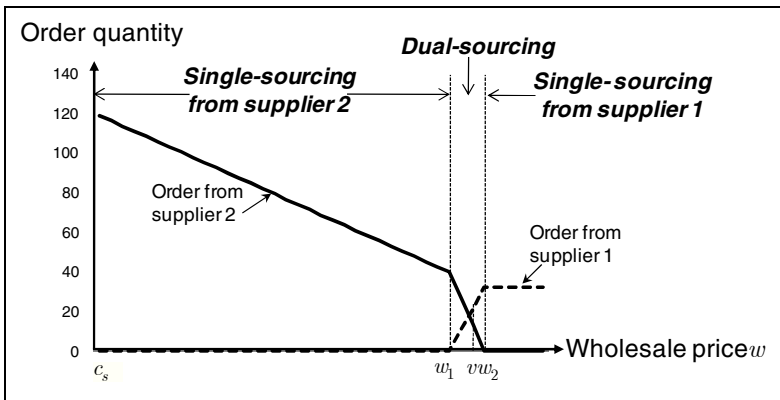 Order quantity
Dual-sourcing
140
Single-sourcing
from supplier 2
Single-sourcing
from supplier 1
120
100
80
60
40
20
0
Order from
supplier 2
Order from
supplier 1
c_s
w_1
v
w_2
Wholesale price w